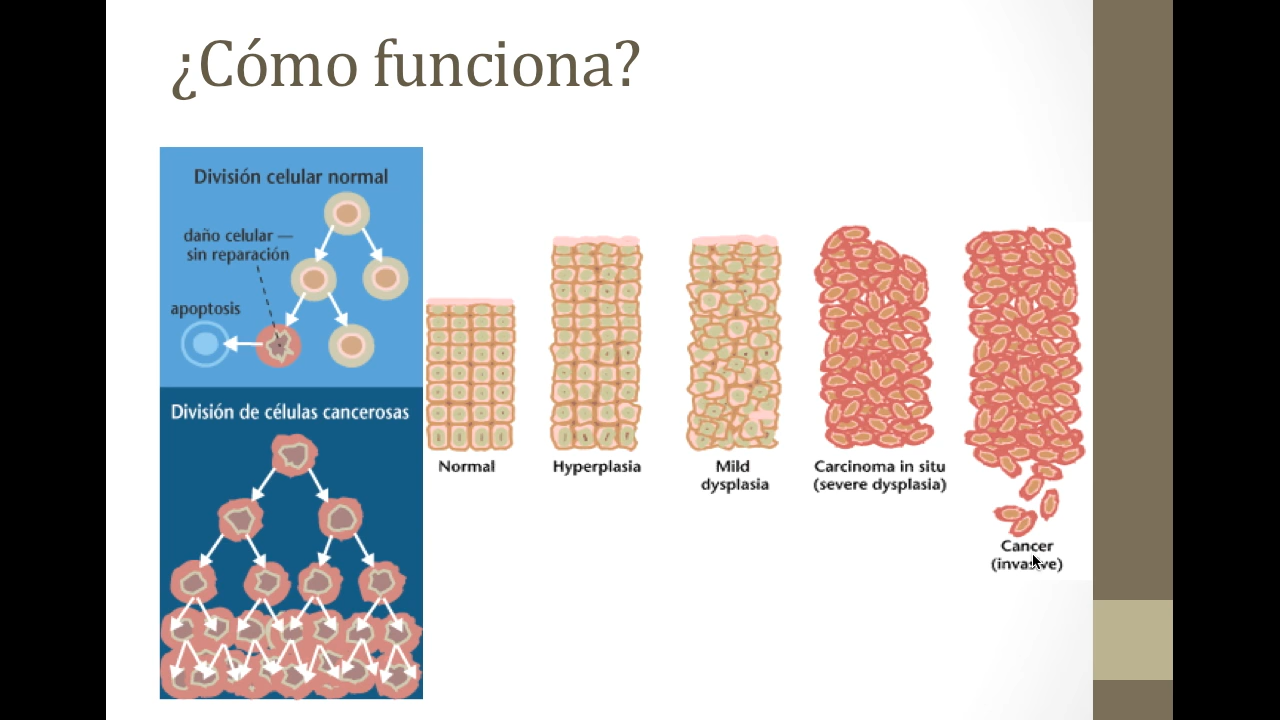 ¿Cómo funciona?
División celular normal
daño celular —
sin reparación
apoptosis
División de células cancerosas
Normal
Hyperplasia
Mild
dysplasia
Carcinoma in situ
(severe dysplasia)
Cancer
(invasive)